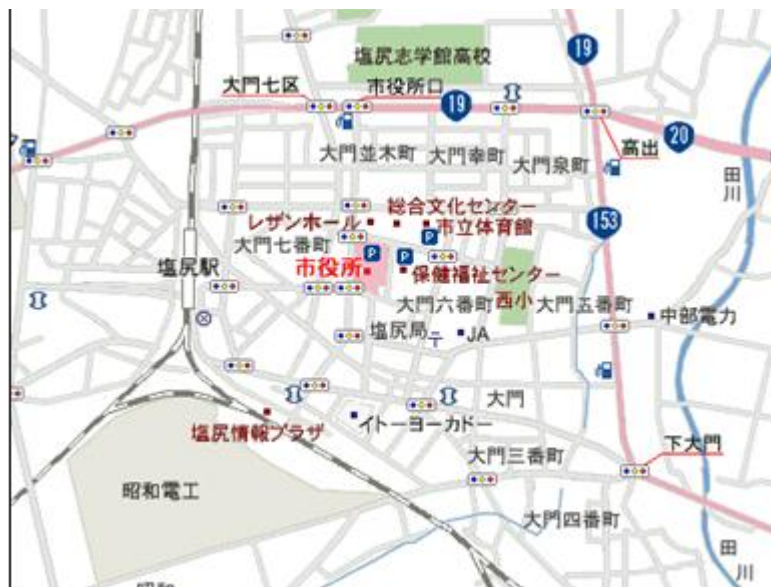 19
塩尻志学館高校
大門七区
市役所口
19
20
高出
大門並木町
大門幸町
大門泉町
田川
153
レザンホール
総合文化センター
市立体育館
大門七番町
P
P
塩尻駅
市役所
保健福祉センター
大門六番町
西小
大門五番町
中部電力
塩尻局
〒
JA
大門
イトーヨーカドー
塩尻情報プラザ
下大門
大門三番町
昭和電工
大門四番町
田川
昭和